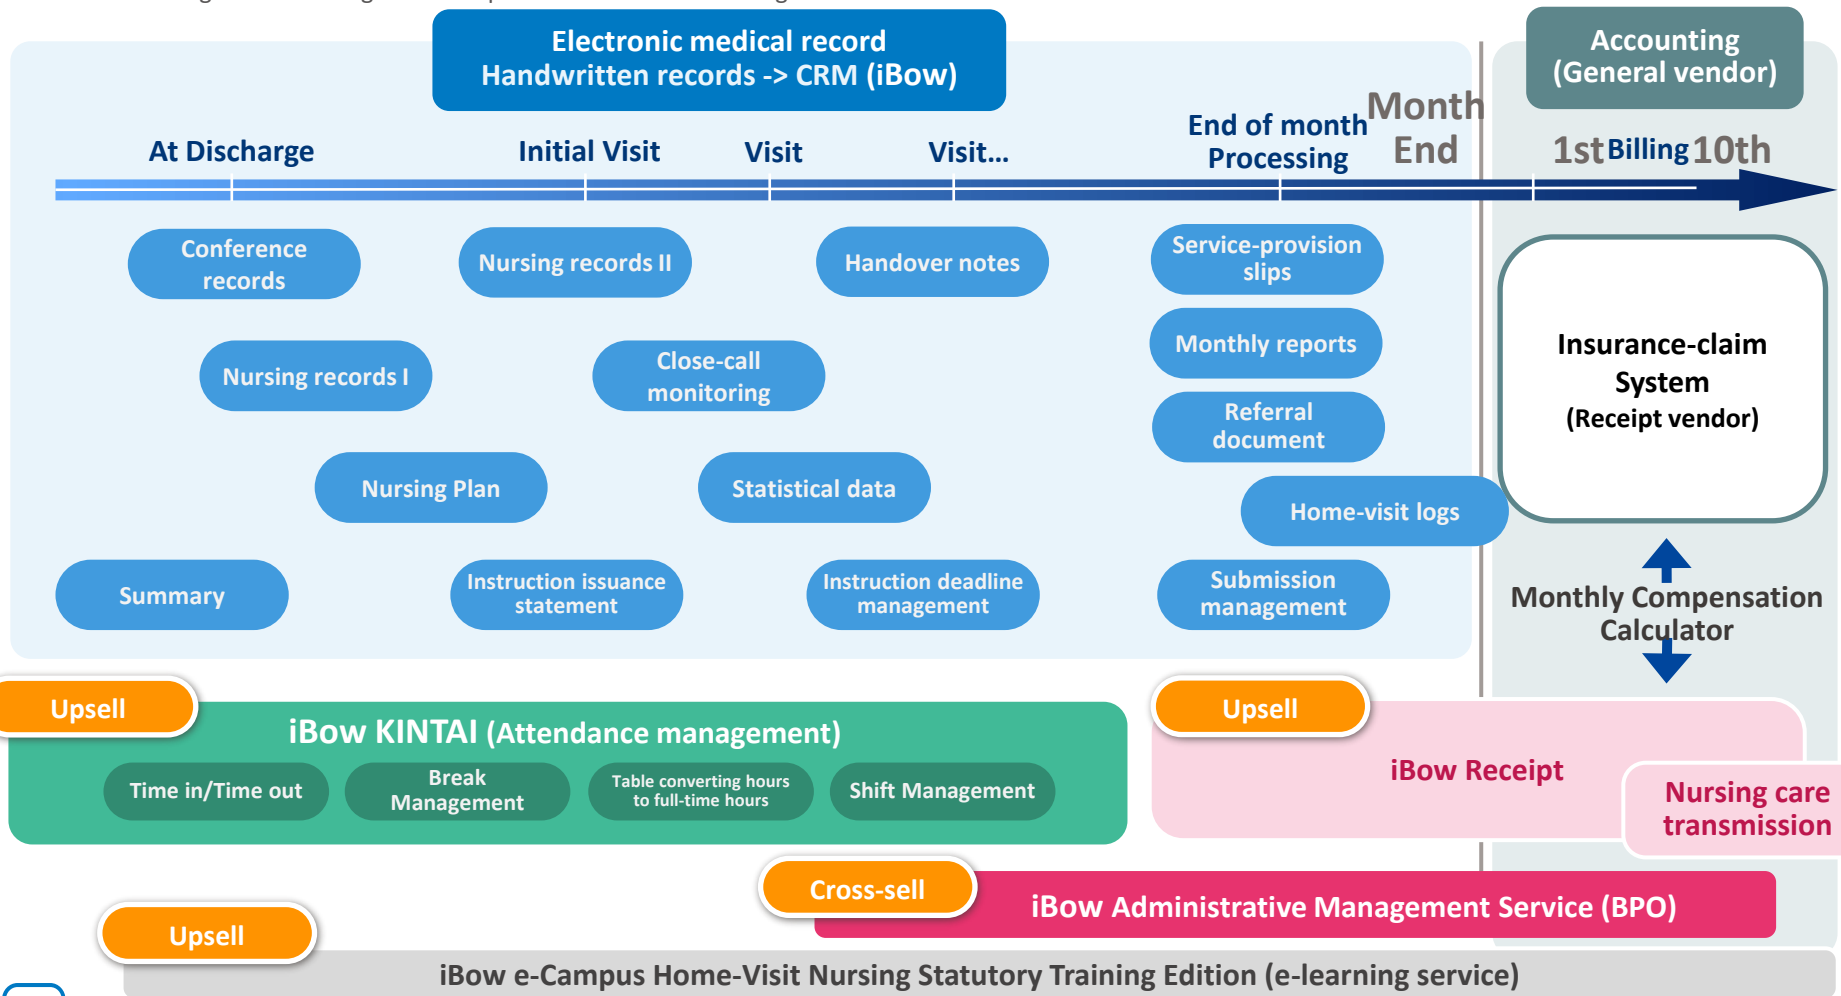 Electronic medical record
Handwritten records -> CRM (iBow)
Accounting
(General vendor)
At Discharge
Initial Visit
Visit
Visit...
End of month
Processing
Month
End
1st
Billing
10th
Conference
records
Nursing records II
Handover notes
Service-provision
slips
Nursing records I
Close-call
monitoring
Monthly reports
Referral
document
Nursing Plan
Statistical data
Home-visit logs
Summary
Instruction issuance
statement
Instruction deadline
management
Submission
management
Insurance-claim
System
(Receipt vendor)
Monthly Compensation
Calculator
Upsell
iBow KINTAI (Attendance management)
Time in/Time out
Break
Management
Table converting hours
to full-time hours
Shift Management
Upsell
iBow Receipt
Nursing care
transmission
Cross-sell
iBow Administrative Management Service (BPO)
Upsell
iBow e-Campus Home-Visit Nursing Statutory Training Edition (e-learning service)